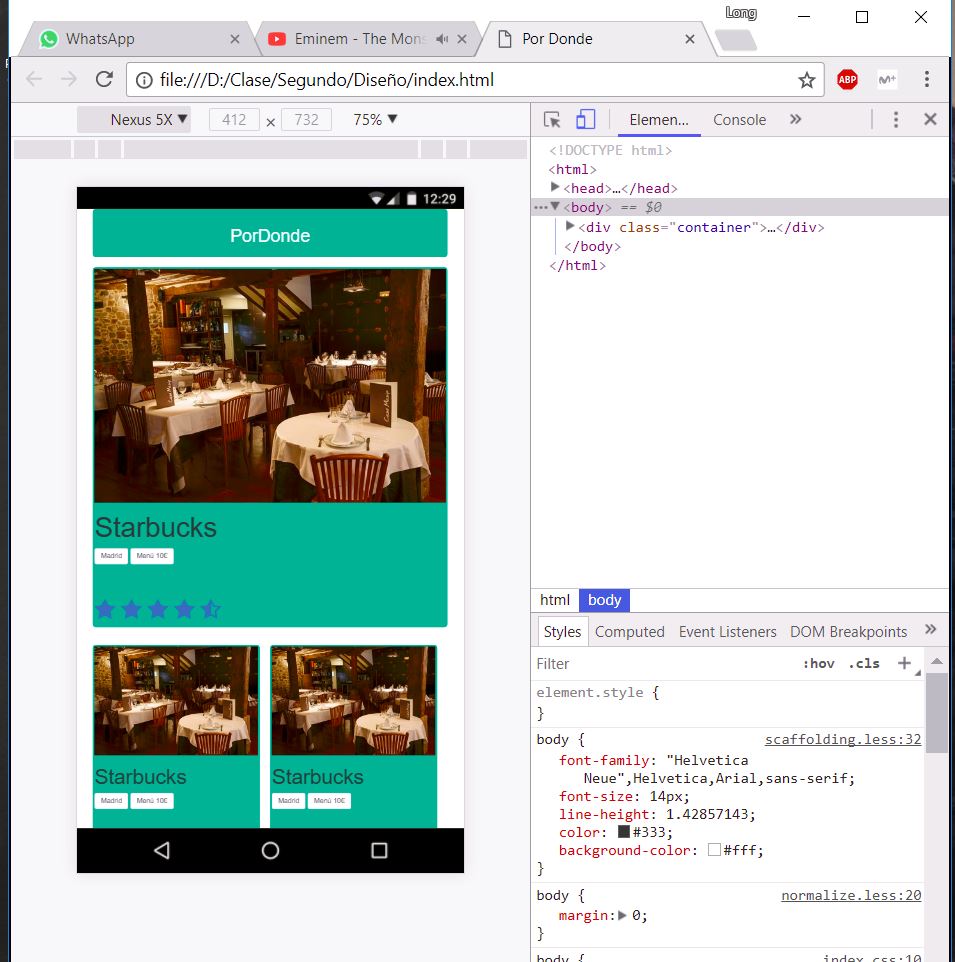 Long
WhatsApp
Eminem - The Mons
Por Donde
file:///D:/Clase/Segundo/Diseño/index.html
ABP
M+
Nexus 5X ▼ 412 × 732 75% ▼
Elemen... Console »
12:29
PorDonde
Starbucks
Madrid Menú 10€
Starbucks
Madrid Menú 10€
Starbucks
Madrid Menú 10€
<!DOCTYPE html>
<html>
▶<head>…</head>
…▼<body> == $0
▶<div class="container">…</div>
</body>
</html>
html body
Styles Computed Event Listeners DOM Breakpoints »
Filter :hov .cls +
element.style {
}
body { scaffolding.less:32
font-family: "Helvetica
Neue",Helvetica,Arial,sans-serif;
font-size: 14px;
line-height: 1.42857143;
color: #333;
background-color: #fff;
}
body { normalize.less:20
margin:▶ 0;
}
body { index.css:10